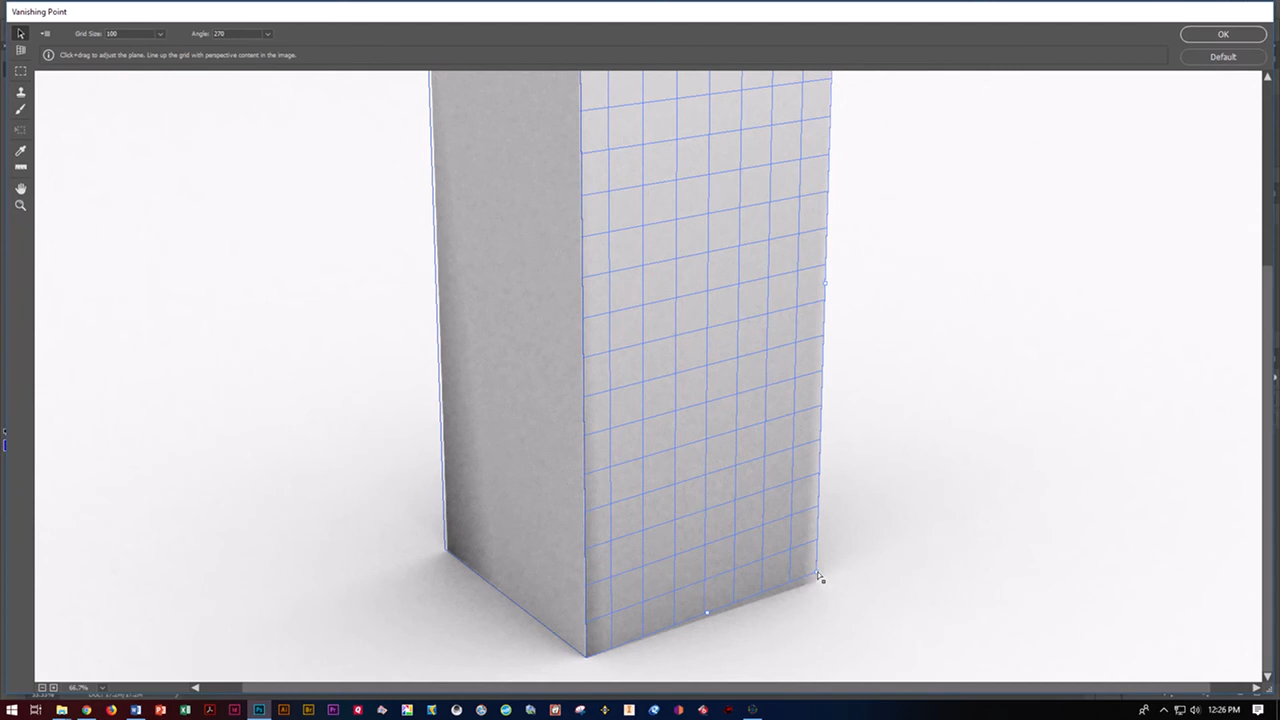 Vanishing Point
Grid Size: 100 Angle: 270 OK
Click+drag to adjust the plane. Line up the grid with perspective content in the image. Default
66.7%
12:26 PM